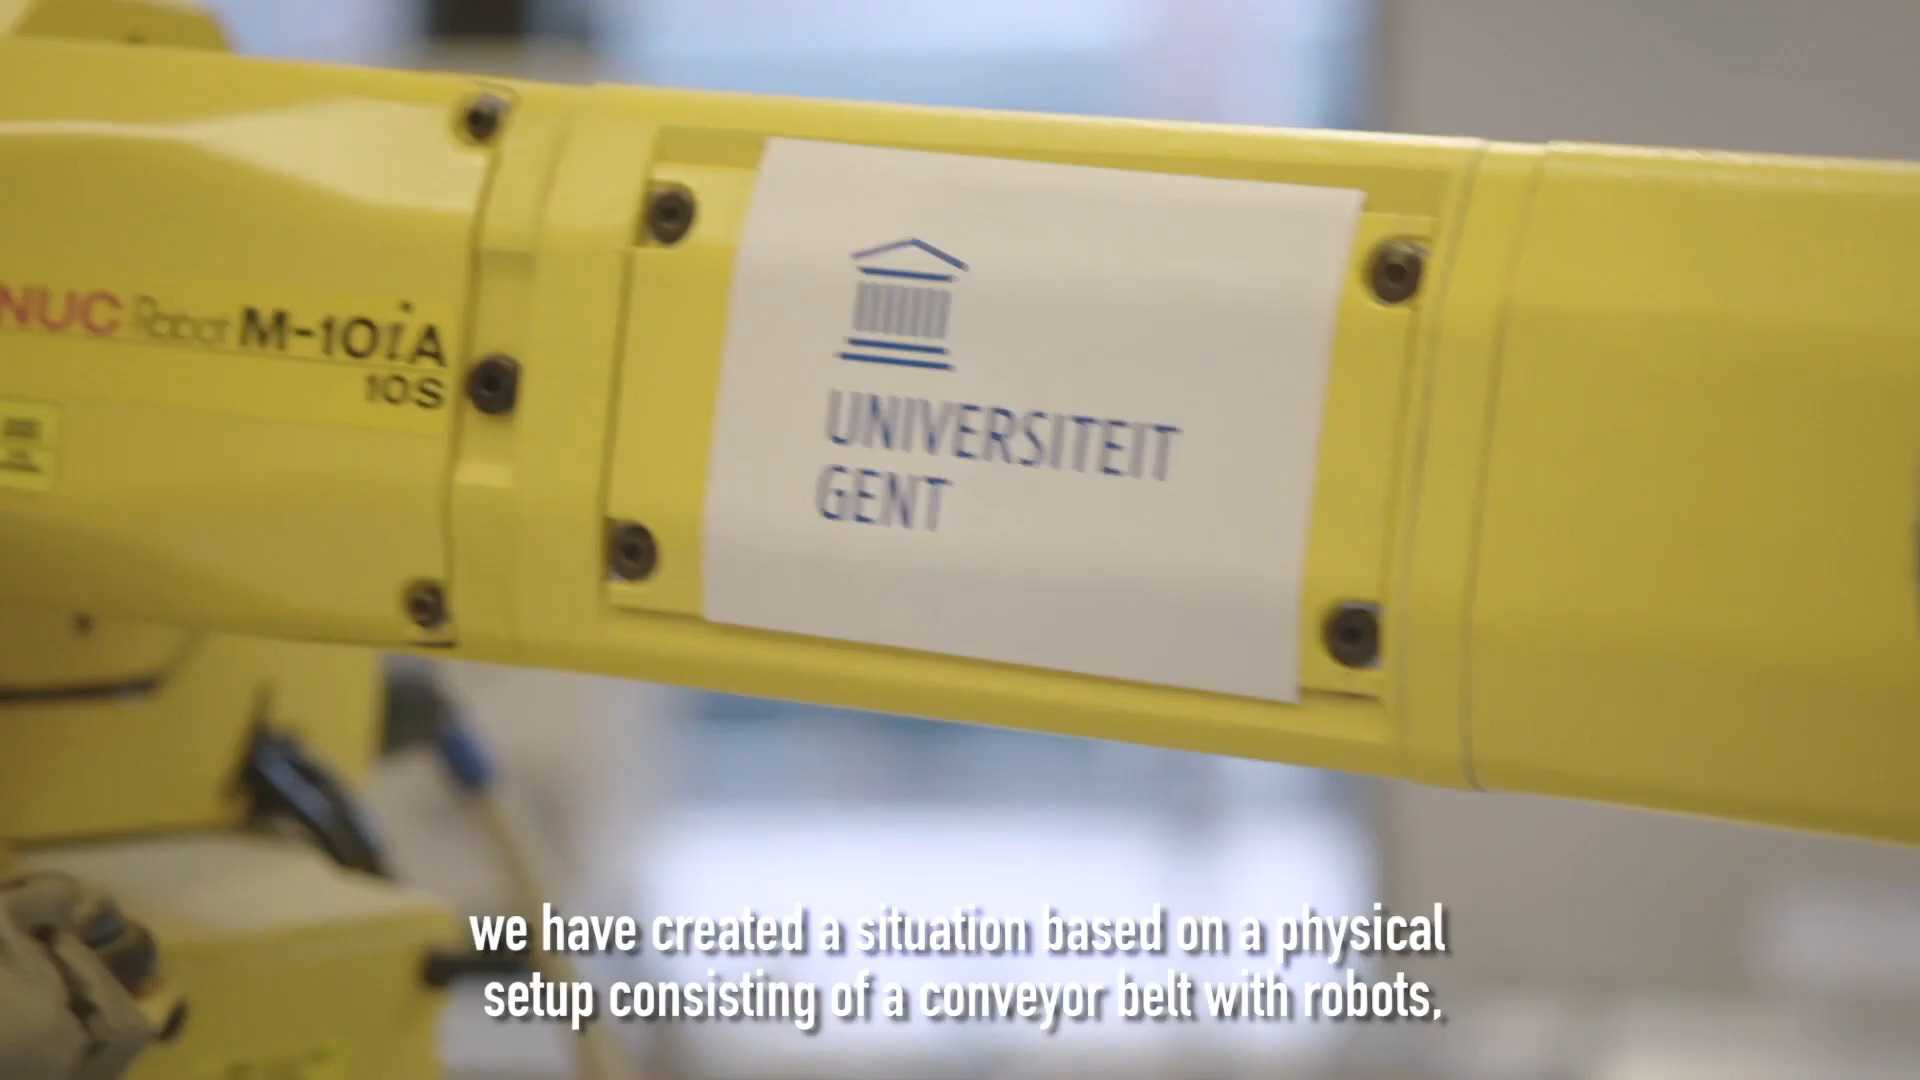 NUC Robot M-10iA
10S
UNIVERSITEIT
GENT
we have created a situation based on a physical
setup consisting of a conveyor belt with robots,